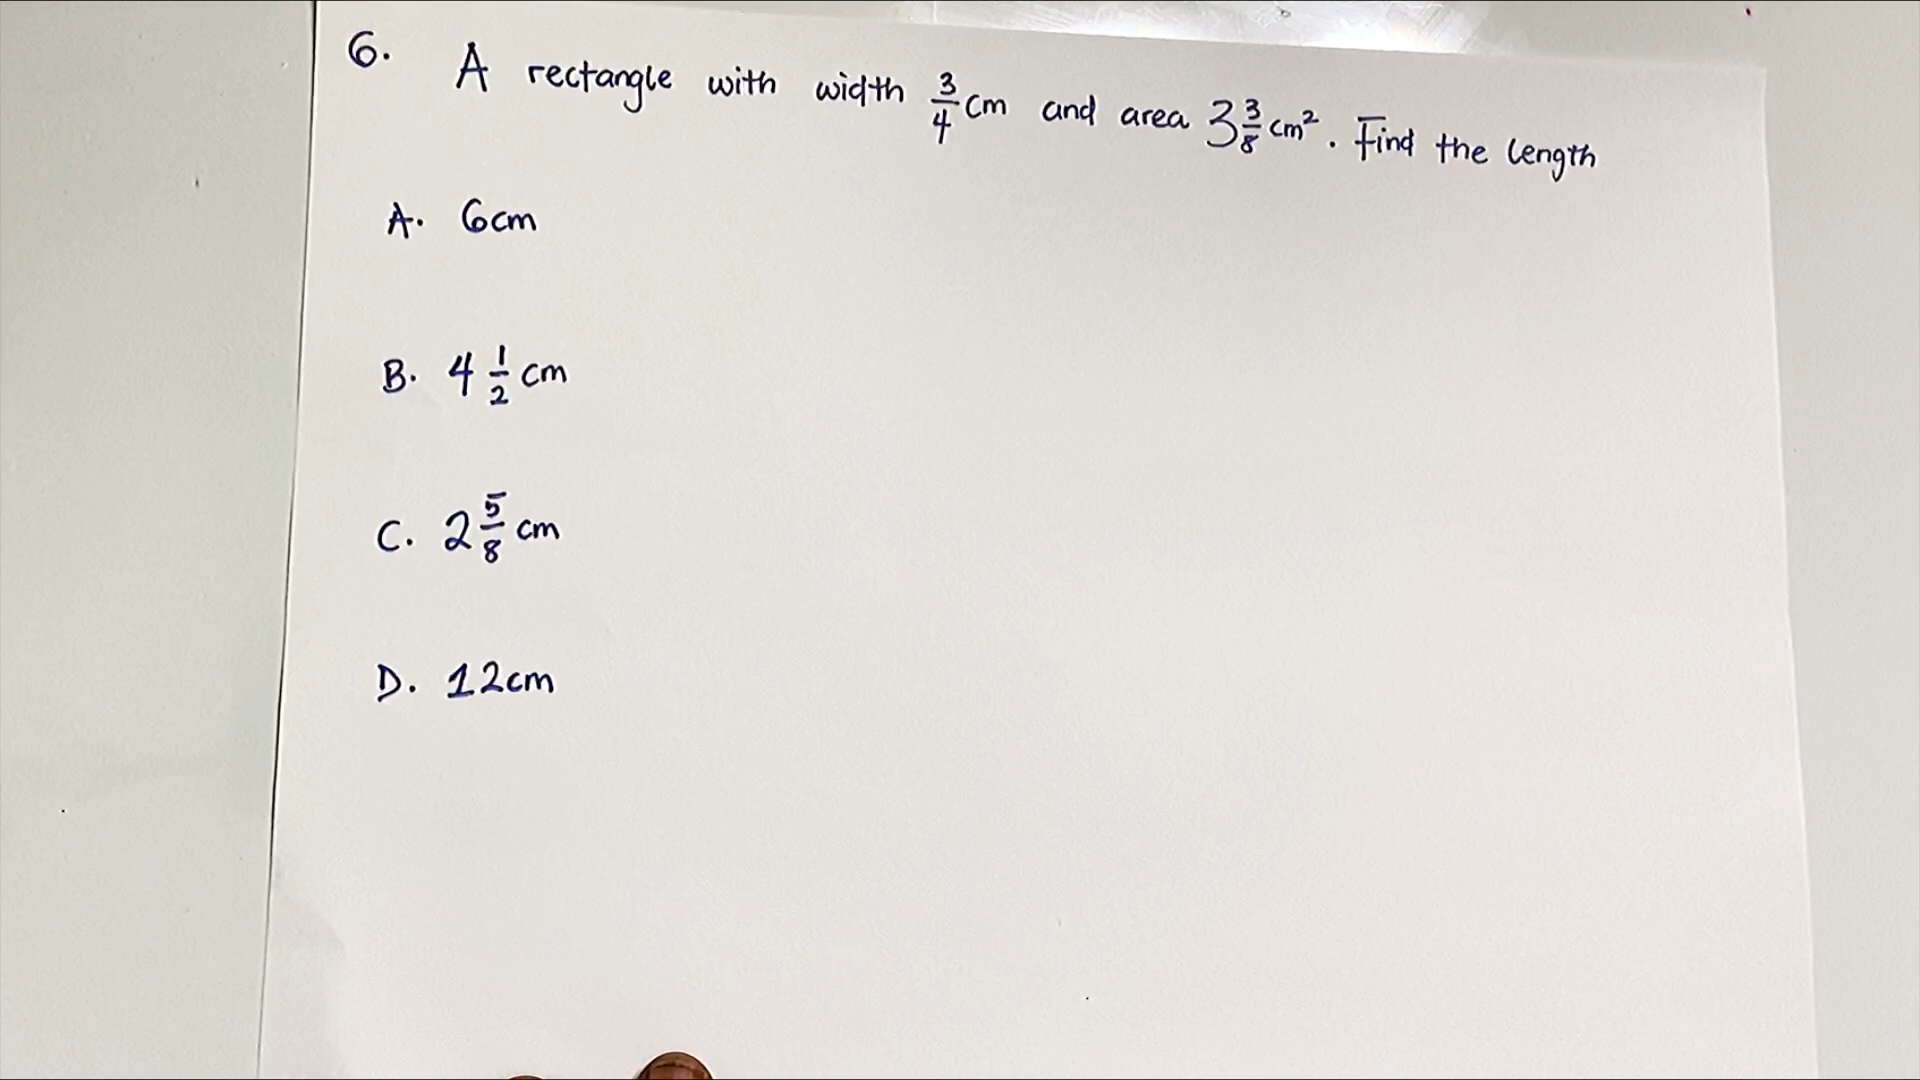 6. A rectangle with width 3/4 cm and area 3 3/8 cm². Find the length
A. 6cm
B. 4 1/2 cm
C. 2 5/8 cm
D. 12cm